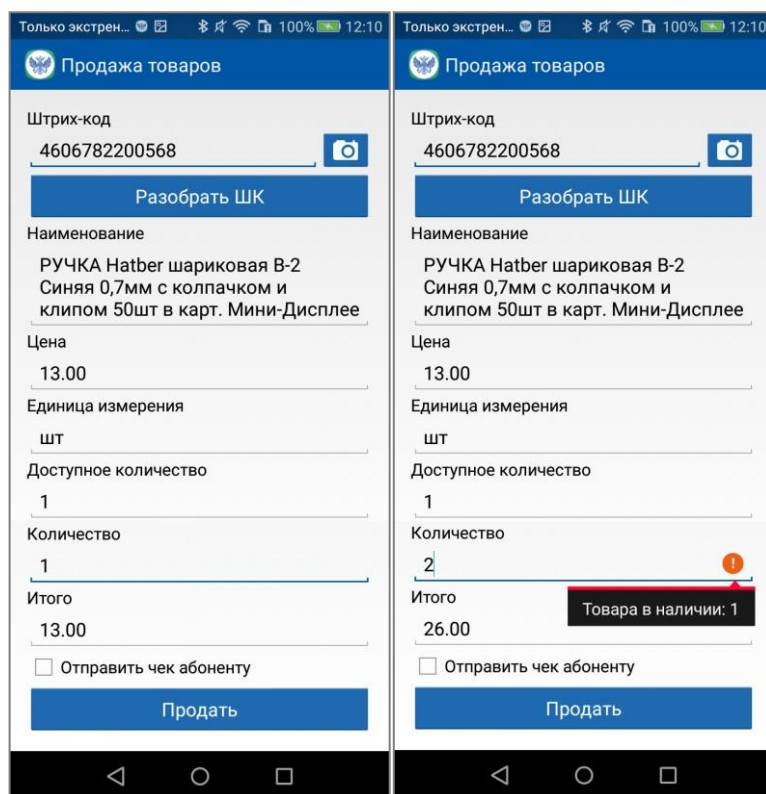 Только экстрен... 100% 12:10
Продажа товаров
Штрих-код
4606782200568
Разобрать ШК
Наименование
РУЧКА Hatber шариковая В-2
Синяя 0,7мм с колпачком и
клипом 50шт в карт. Мини-Дисплее
Цена
13.00
Единица измерения
шт
Доступное количество
1
Количество
1
Итого
13.00
Отправить чек абоненту
Продать
Только экстрен... 100% 12:10
Продажа товаров
Штрих-код
4606782200568
Разобрать ШК
Наименование
РУЧКА Hatber шариковая В-2
Синяя 0,7мм с колпачком и
клипом 50шт в карт. Мини-Дисплее
Цена
13.00
Единица измерения
шт
Доступное количество
1
Количество
2
Итого
Товара в наличии: 1
26.00
Отправить чек абоненту
Продать